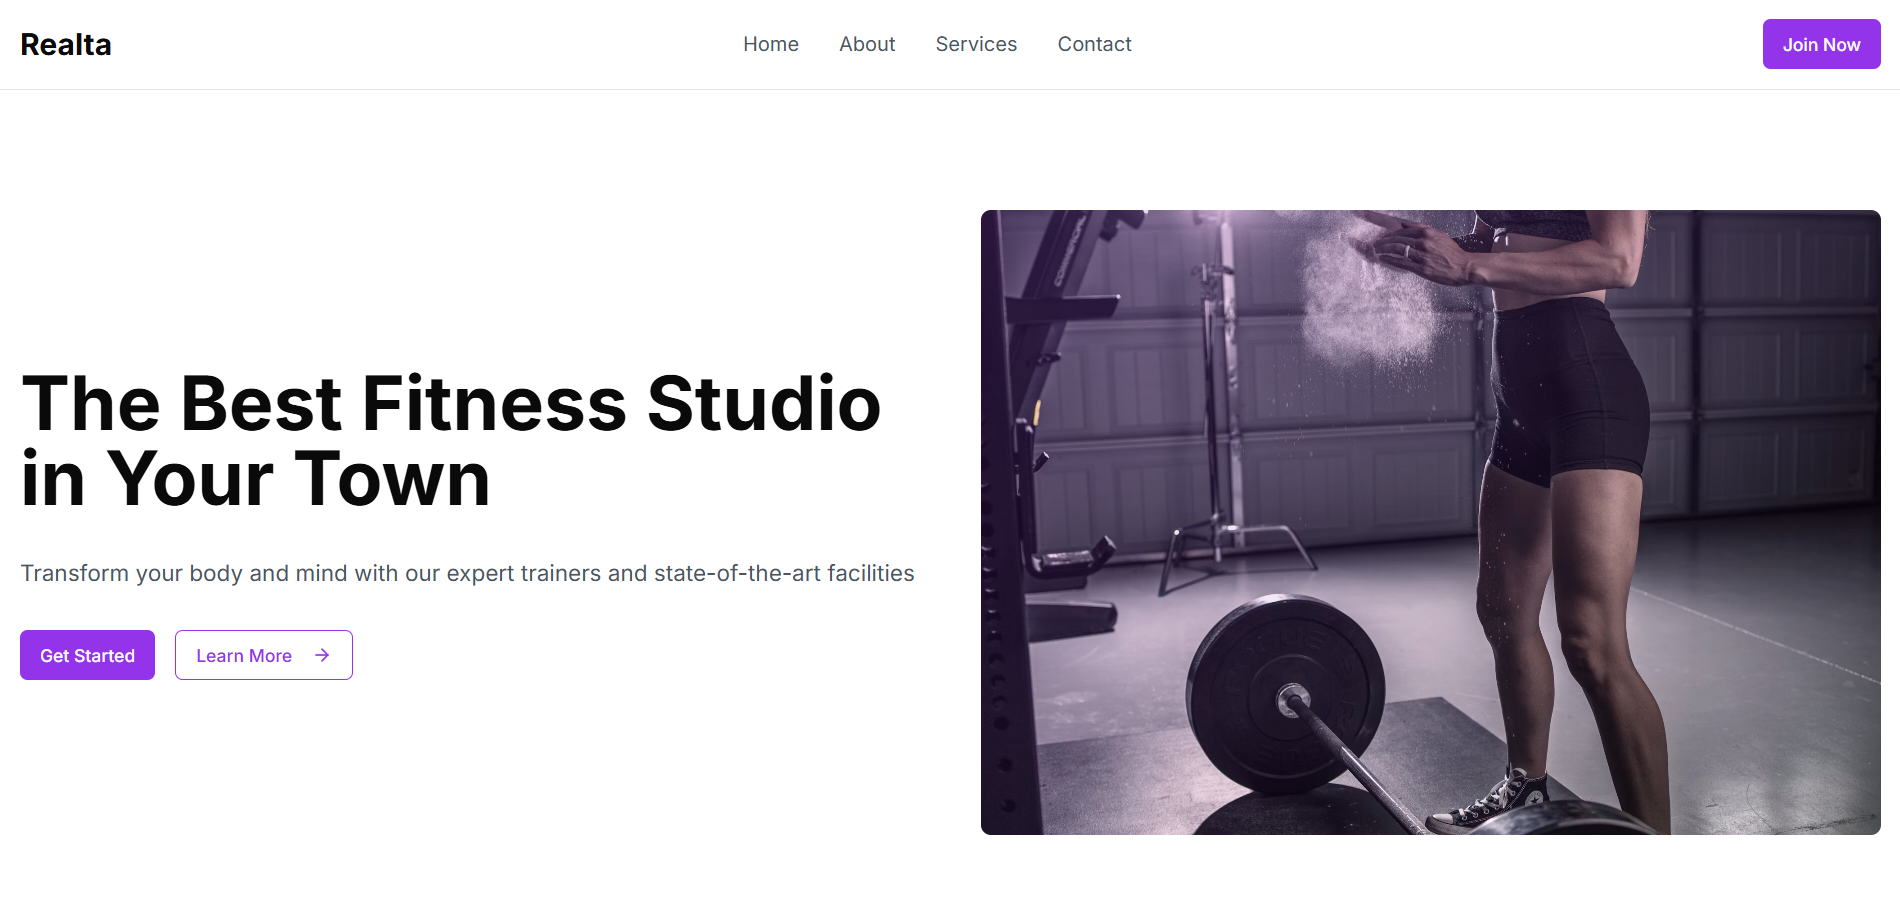 Realta
Home
About
Services
Contact
Join Now
The Best Fitness Studio
in Your Town
Transform your body and mind with our expert trainers and state-of-the-art facilities
Get Started
Learn More